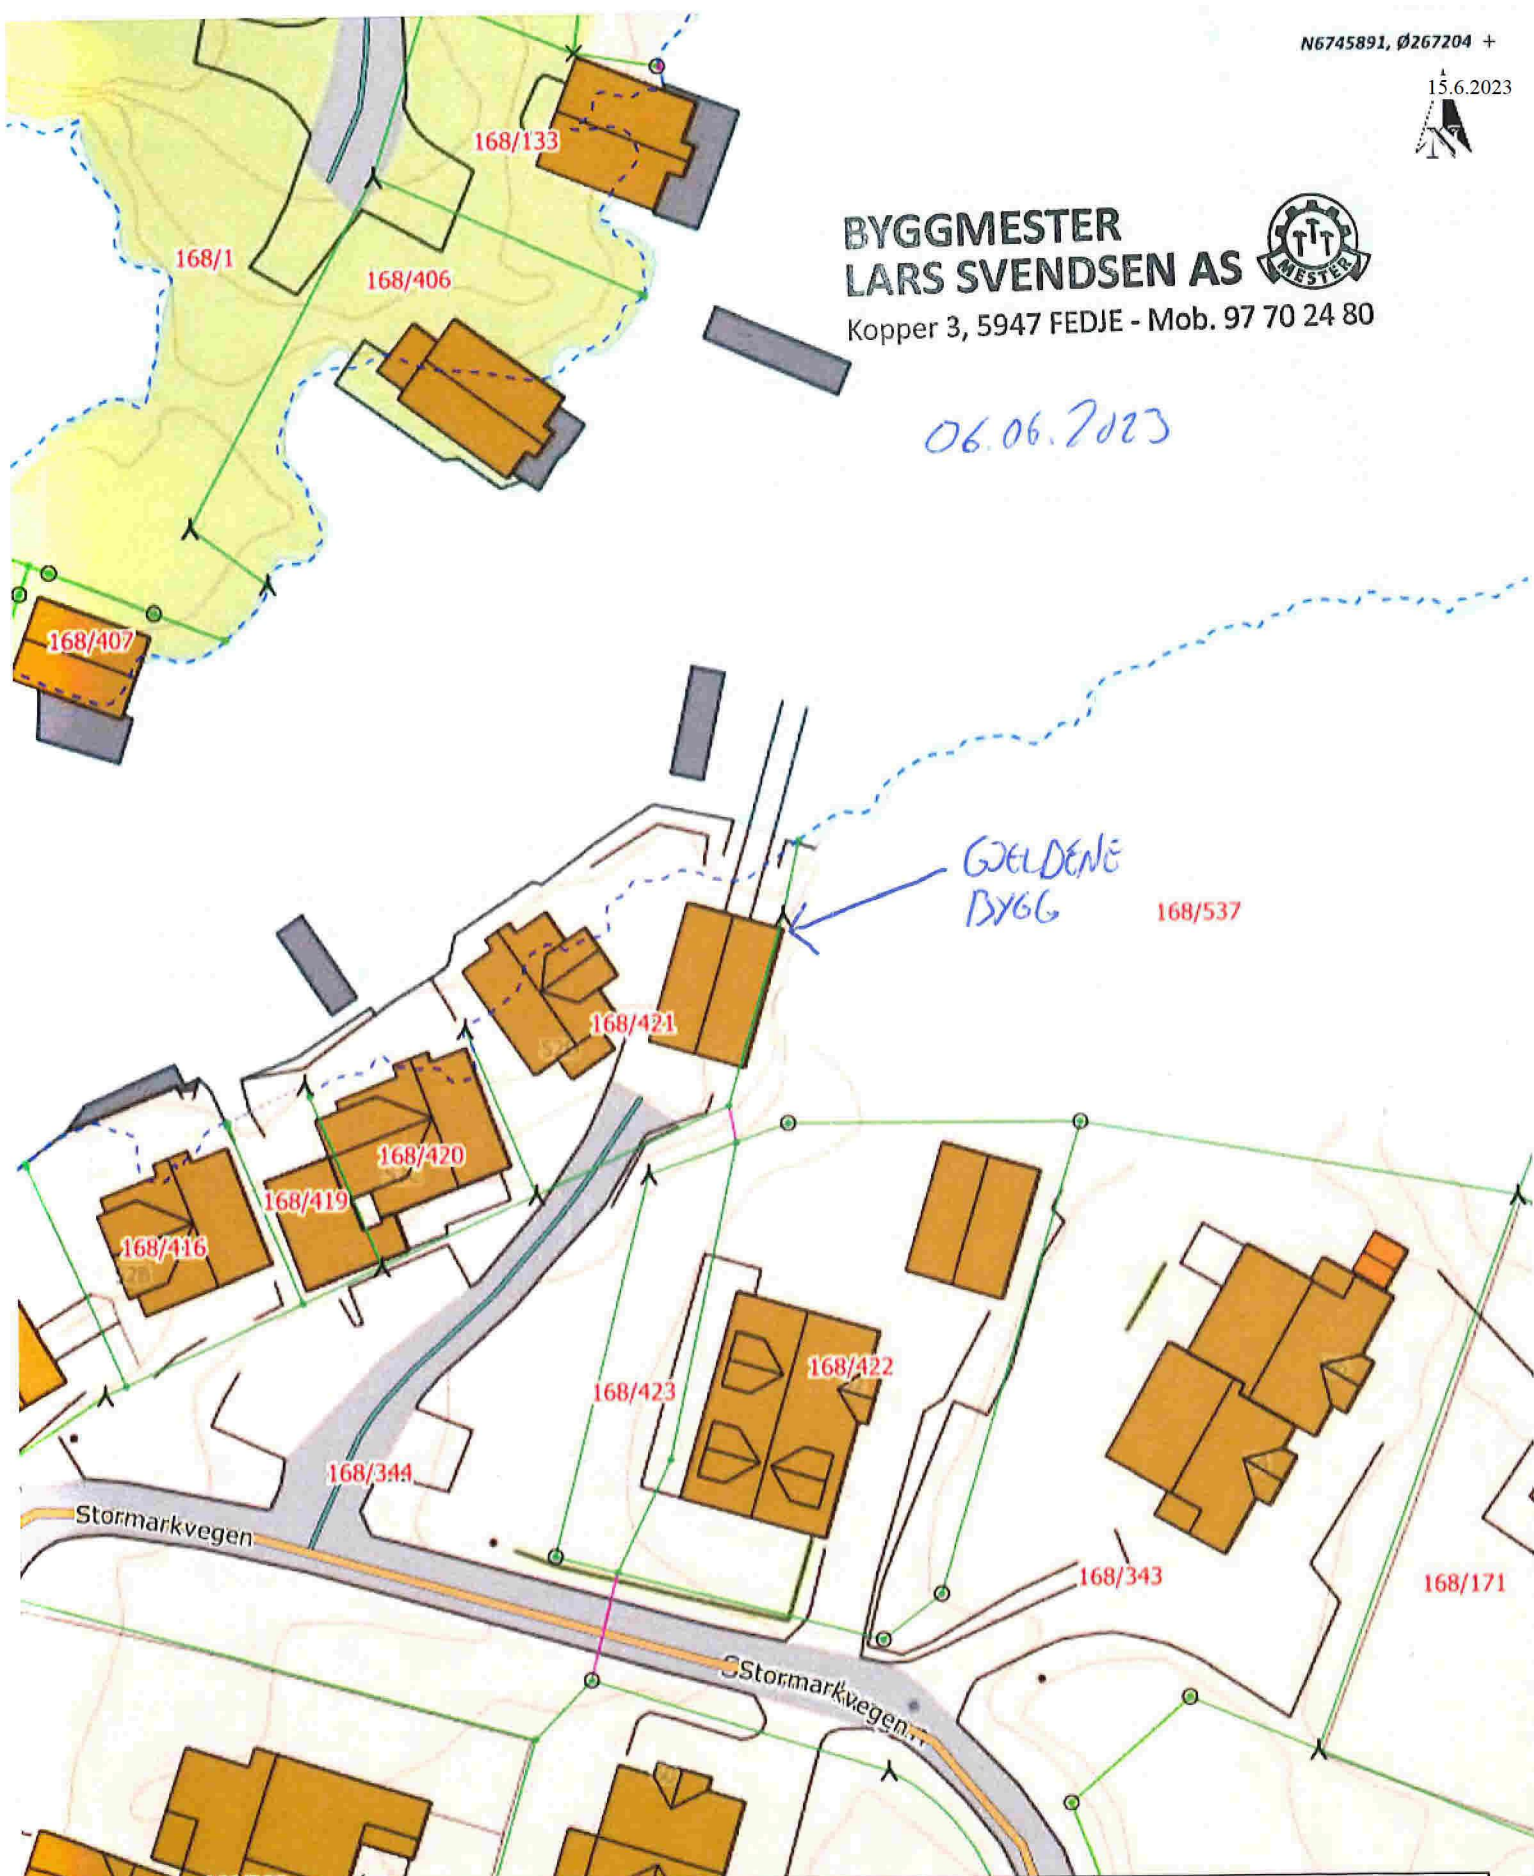 N6745891, Ø267204 +
15.6.2023
N
168/133
BYGGMESTER
LARS SVENDSEN AS
MESTER
Kopper 3, 5947 FEDJE - Mob. 97 70 24 80
168/1
168/406
06.06.2023
168/407
GJELDENE
BYGG
168/537
168/421
52B
168/420
168/419
168/416
52B
168/422
168/423
168/344
Stormarkvegen
168/343
168/171
Stormarkvegen